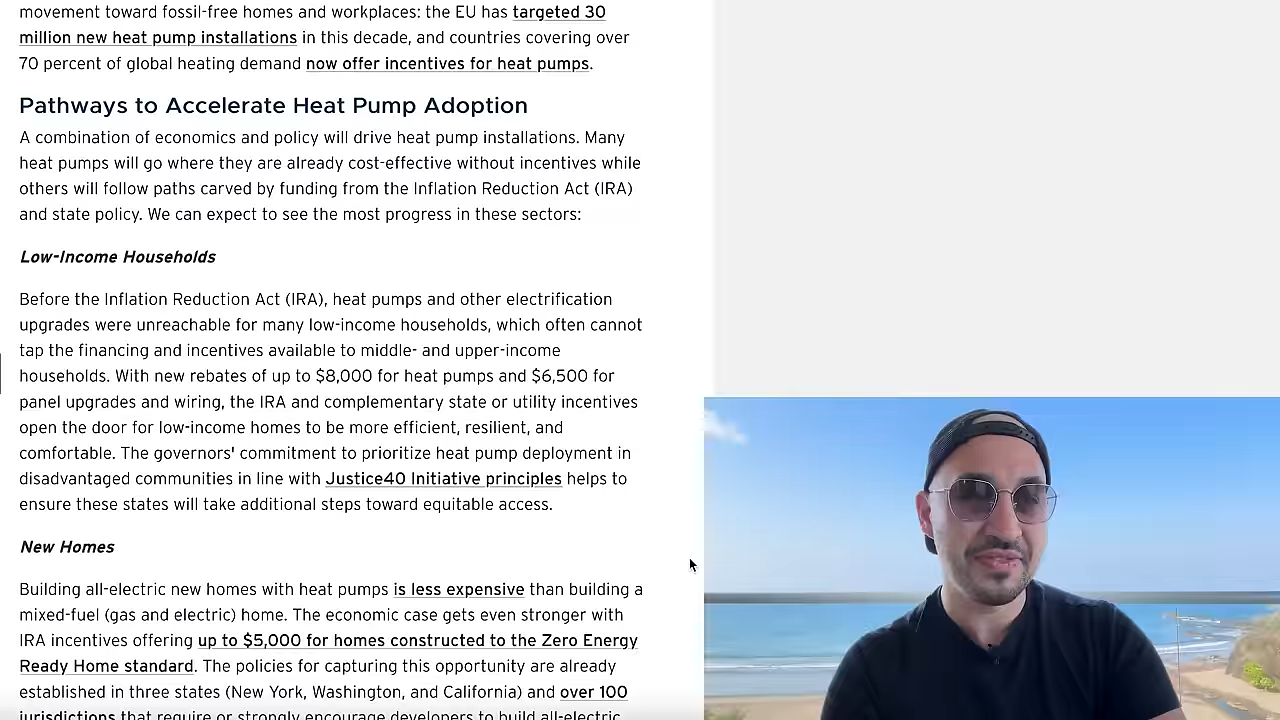 movement toward fossil-free homes and workplaces: the EU has targeted 30
million new heat pump installations in this decade, and countries covering over
70 percent of global heating demand now offer incentives for heat pumps.
Pathways to Accelerate Heat Pump Adoption
A combination of economics and policy will drive heat pump installations. Many
heat pumps will go where they are already cost-effective without incentives while
others will follow paths carved by funding from the Inflation Reduction Act (IRA)
and state policy. We can expect to see the most progress in these sectors:
Low-Income Households
Before the Inflation Reduction Act (IRA), heat pumps and other electrification
upgrades were unreachable for many low-income households, which often cannot
tap the financing and incentives available to middle- and upper-income
households. With new rebates of up to $8,000 for heat pumps and $6,500 for
panel upgrades and wiring, the IRA and complementary state or utility incentives
open the door for low-income homes to be more efficient, resilient, and
comfortable. The governors' commitment to prioritize heat pump deployment in
disadvantaged communities in line with Justice40 Initiative principles helps to
ensure these states will take additional steps toward equitable access.
New Homes
Building all-electric new homes with heat pumps is less expensive than building a
mixed-fuel (gas and electric) home. The economic case gets even stronger with
IRA incentives offering up to $5,000 for homes constructed to the Zero Energy
Ready Home standard. The policies for capturing this opportunity are already
established in three states (New York, Washington, and California) and over 100
jurisdictions that require or strongly encourage developers to build all-electric